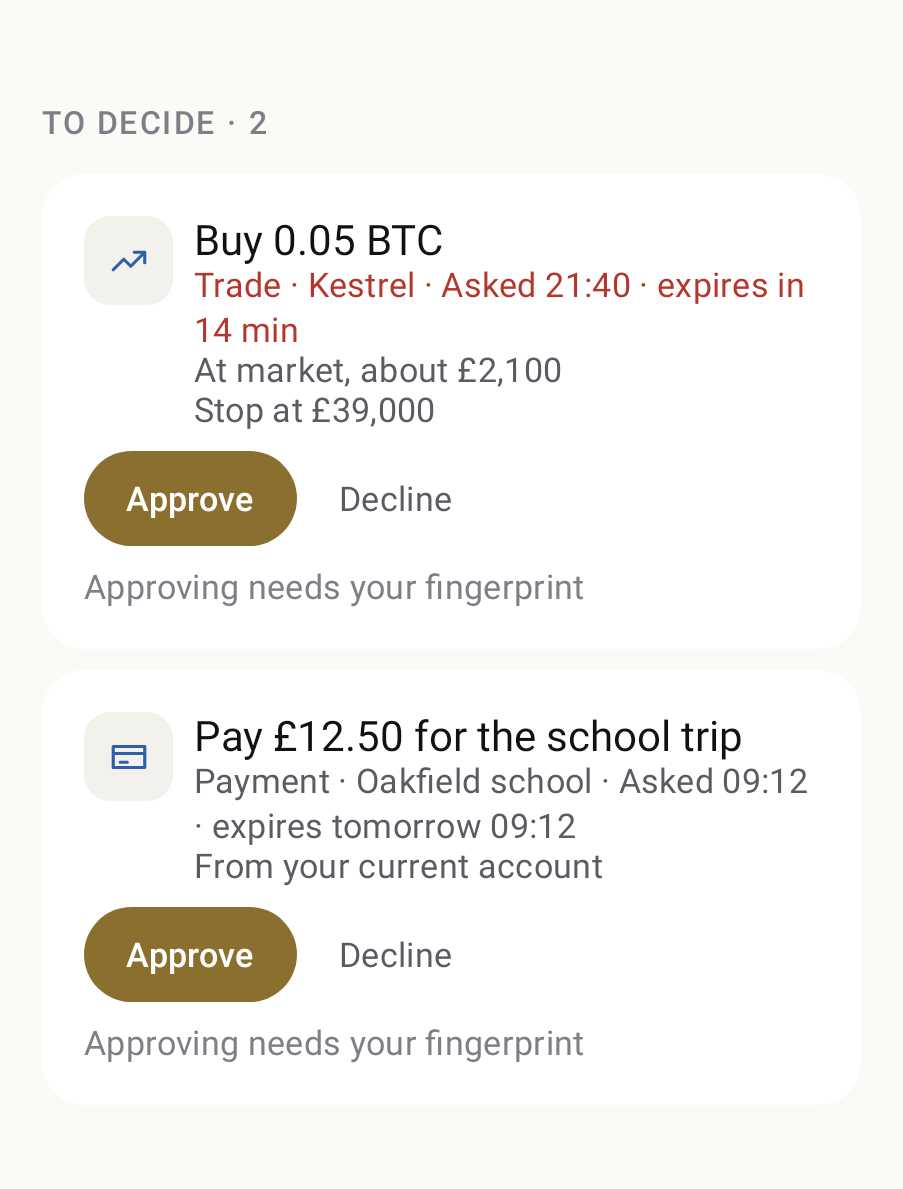 TO DECIDE · 2
Buy 0.05 BTC
Trade · Kestrel · Asked 21:40 · expires in
14 min
At market, about £2,100
Stop at £39,000
Approve
Decline
Approving needs your fingerprint
Pay £12.50 for the school trip
Payment · Oakfield school · Asked 09:12
· expires tomorrow 09:12
From your current account
Approve
Decline
Approving needs your fingerprint